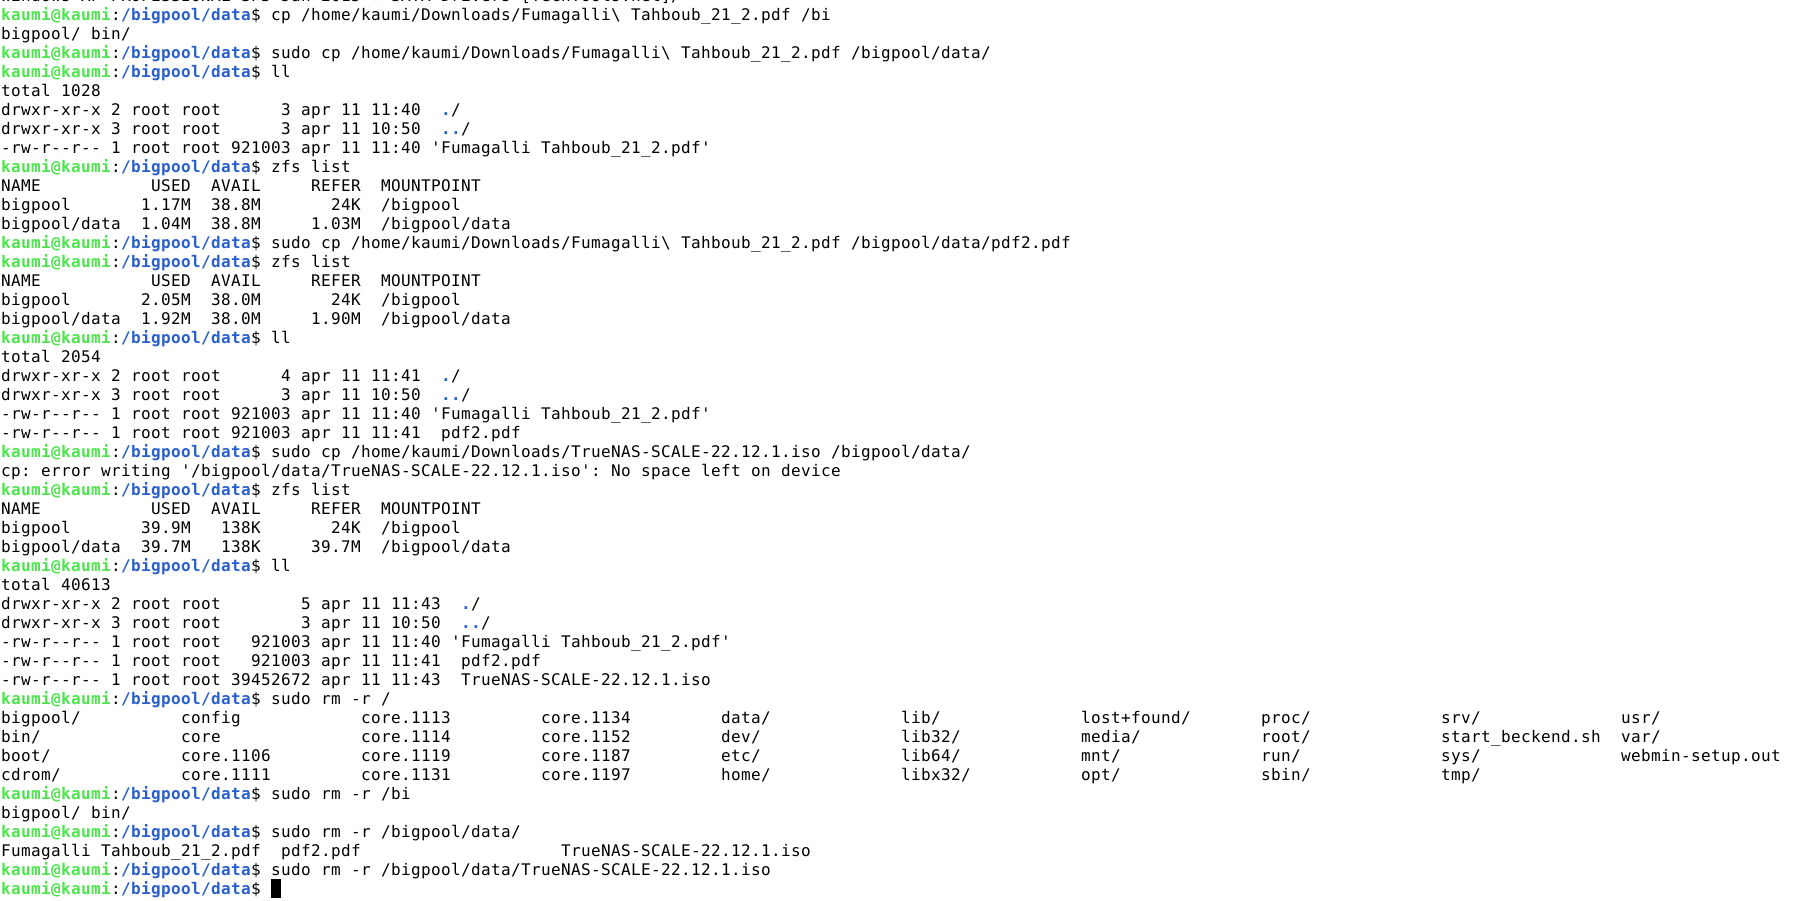 kaumi@kaumi:/bigpool/data$ cp /home/kaumi/Downloads/Fumagalli\ Tahboub_21_2.pdf /bi
bigpool/ bin/
kaumi@kaumi:/bigpool/data$ sudo cp /home/kaumi/Downloads/Fumagalli\ Tahboub_21_2.pdf /bigpool/data/
kaumi@kaumi:/bigpool/data$ ll
total 1028
drwxr-xr-x 2 root root      3 apr 11 11:40  ./
drwxr-xr-x 3 root root      3 apr 11 10:50  ../
-rw-r--r-- 1 root root 921003 apr 11 11:40 'Fumagalli Tahboub_21_2.pdf'
kaumi@kaumi:/bigpool/data$ zfs list
NAME           USED  AVAIL     REFER  MOUNTPOINT
bigpool       1.17M  38.8M       24K  /bigpool
bigpool/data  1.04M  38.8M     1.03M  /bigpool/data
kaumi@kaumi:/bigpool/data$ sudo cp /home/kaumi/Downloads/Fumagalli\ Tahboub_21_2.pdf /bigpool/data/pdf2.pdf
kaumi@kaumi:/bigpool/data$ zfs list
NAME           USED  AVAIL     REFER  MOUNTPOINT
bigpool       2.05M  38.0M       24K  /bigpool
bigpool/data  1.92M  38.0M     1.90M  /bigpool/data
kaumi@kaumi:/bigpool/data$ ll
total 2054
drwxr-xr-x 2 root root      4 apr 11 11:41  ./
drwxr-xr-x 3 root root      3 apr 11 10:50  ../
-rw-r--r-- 1 root root 921003 apr 11 11:40 'Fumagalli Tahboub_21_2.pdf'
-rw-r--r-- 1 root root 921003 apr 11 11:41  pdf2.pdf
kaumi@kaumi:/bigpool/data$ sudo cp /home/kaumi/Downloads/TrueNAS-SCALE-22.12.1.iso /bigpool/data/
cp: error writing '/bigpool/data/TrueNAS-SCALE-22.12.1.iso': No space left on device
kaumi@kaumi:/bigpool/data$ zfs list
NAME           USED  AVAIL     REFER  MOUNTPOINT
bigpool       39.9M   138K       24K  /bigpool
bigpool/data  39.7M   138K     39.7M  /bigpool/data
kaumi@kaumi:/bigpool/data$ ll
total 40613
drwxr-xr-x 2 root root        5 apr 11 11:43  ./
drwxr-xr-x 3 root root        3 apr 11 10:50  ../
-rw-r--r-- 1 root root   921003 apr 11 11:40 'Fumagalli Tahboub_21_2.pdf'
-rw-r--r-- 1 root root   921003 apr 11 11:41  pdf2.pdf
-rw-r--r-- 1 root root 39452672 apr 11 11:43  TrueNAS-SCALE-22.12.1.iso
kaumi@kaumi:/bigpool/data$ sudo rm -r /
bigpool/          config            core.1113         core.1134         data/             lib/              lost+found/       proc/             srv/              usr/
bin/              core              core.1114         core.1152         dev/              lib32/            media/            root/             start_beckend.sh  var/
boot/             core.1106         core.1119         core.1187         etc/              lib64/            mnt/              run/              sys/              webmin-setup.out
cdrom/            core.1111         core.1131         core.1197         home/             libx32/           opt/              sbin/             tmp/
kaumi@kaumi:/bigpool/data$ sudo rm -r /bi
bigpool/ bin/
kaumi@kaumi:/bigpool/data$ sudo rm -r /bigpool/data/
Fumagalli Tahboub_21_2.pdf  pdf2.pdf                    TrueNAS-SCALE-22.12.1.iso
kaumi@kaumi:/bigpool/data$ sudo rm -r /bigpool/data/TrueNAS-SCALE-22.12.1.iso
kaumi@kaumi:/bigpool/data$